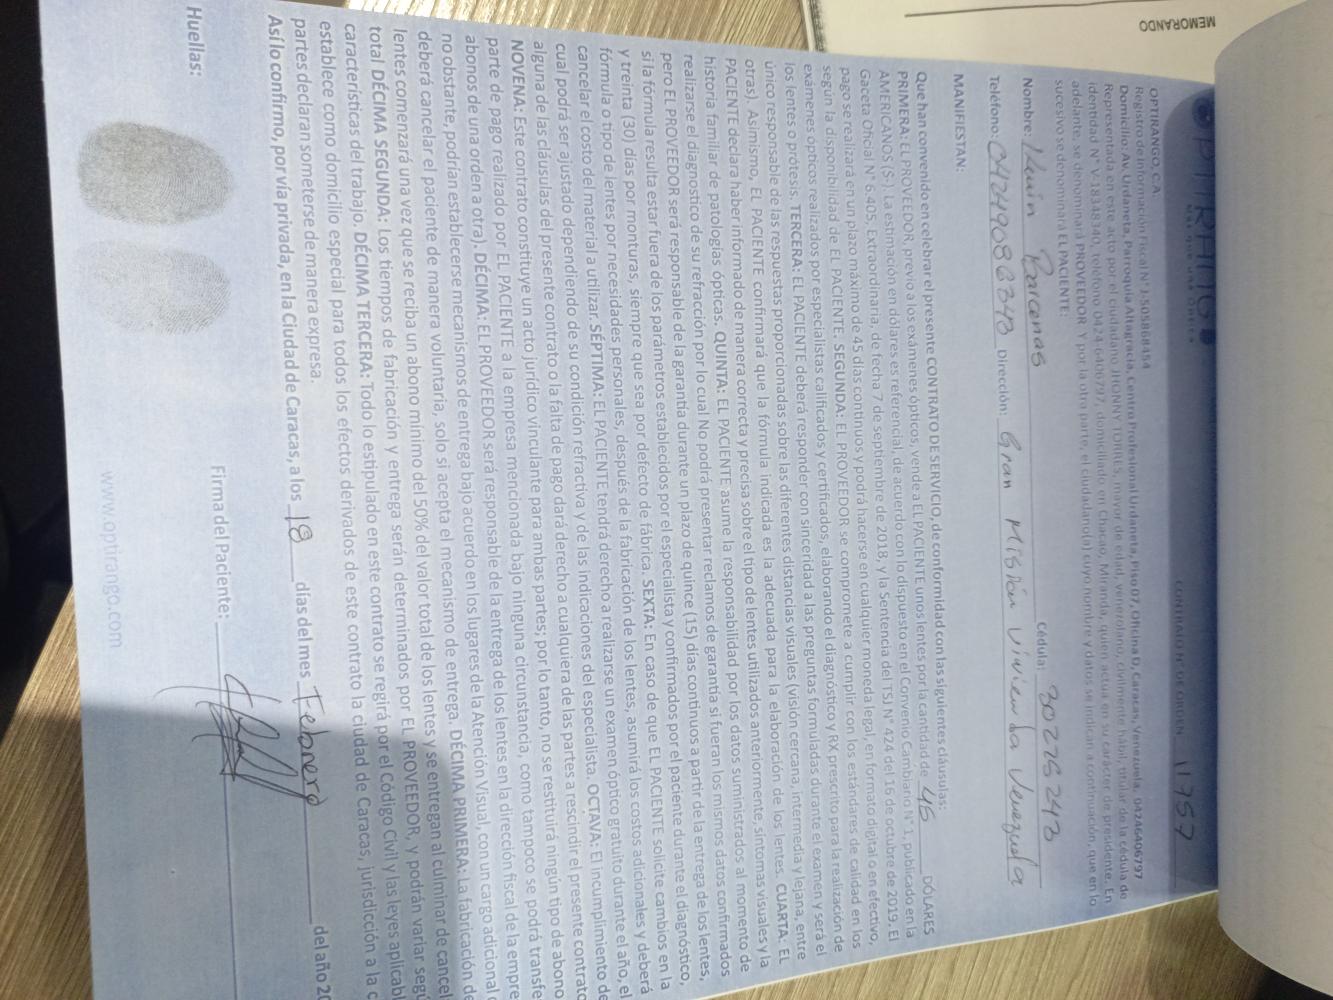 MEMORANDO
OPTIRANGO
Más que una óptica
CONTRATO N° DE ORDEN 11757
OPTIRANGO, C.A.
Registro de Información Fiscal N° J-505868454
Domicilio: Av. Urdaneta, Parroquia Altagracia, Centro Profesional Urdaneta, Piso 07, Oficina D, Caracas, Venezuela. 04246406797
Representada en este acto por el ciudadano JHONNY TORRES, mayor de edad, venezolano, civilmente hábil, titular de la cédula de
identidad N° V-18348340, teléfono 0424-6406797, domiciliado en Chacao, Miranda, quien actúa en su carácter de presidente. En
adelante, se denominará PROVEEDOR Y por la otra parte, el ciudadano(a) cuyo nombre y datos se indican a continuación, que en lo
sucesivo se denominará EL PACIENTE:
Nombre: Kevin Barcenas Cédula: 30225243
Teléfono: 04249086343 Dirección: Gran Misión Vivienda Venezuela
MANIFIESTAN:
Que han convenido en celebrar el presente CONTRATO DE SERVICIO, de conformidad con las siguientes cláusulas:
PRIMERA: EL PROVEEDOR, previo a los exámenes ópticos, vende a EL PACIENTE unos lentes por la cantidad de 45 DÓLARES
AMERICANOS ($-). La estimación en dólares es referencial, de acuerdo con lo dispuesto en el Convenio Cambiario N° 1, publicado en la
Gaceta Oficial N° 6.405, Extraordinaria, de fecha 7 de septiembre de 2018, y la Sentencia del TSJ N° 424 del 16 de octubre de 2019. El
pago se realizará en un plazo máximo de 45 días continuos y podrá hacerse en cualquier moneda legal, en formato digital o en efectivo,
según la disponibilidad de EL PACIENTE. SEGUNDA: EL PROVEEDOR se compromete a cumplir con los estándares de calidad en los
exámenes ópticos realizados por especialistas calificados y certificados, elaborando el diagnóstico y RX prescrito para la realización de
los lentes o prótesis. TERCERA: EL PACIENTE deberá responder con sinceridad a las preguntas formuladas durante el examen y será el
único responsable de las respuestas proporcionadas sobre las diferentes distancias visuales (visión cercana, intermedia y lejana, entre
otras). Asimismo, EL PACIENTE confirmará que la fórmula indicada es la adecuada para la elaboración de los lentes. CUARTA: EL
PACIENTE declara haber informado de manera correcta y precisa sobre el tipo de lentes utilizados anteriormente, síntomas visuales y la
historia familiar de patologías ópticas. QUINTA: EL PACIENTE asume la responsabilidad por los datos suministrados al momento de
realizarse el diagnóstico de su refracción por lo cual No podrá presentar reclamos de garantía si fueran los mismos datos confirmados
pero EL PROVEEDOR será responsable de la garantía durante un plazo de quince (15) días continuos a partir de la entrega de los lentes,
si la fórmula resulta estar fuera de los parámetros establecidos por el especialista y confirmados por el paciente durante el diagnóstico,
y treinta (30) días por monturas, siempre que sea por defecto de fábrica. SEXTA: En caso de que EL PACIENTE solicite cambios en la
fórmula o tipo de lentes por necesidades personales, después de la fabricación de los lentes, asumirá los costos adicionales y deberá
cancelar el costo del material a utilizar. SÉPTIMA: EL PACIENTE tendrá derecho a realizarse un examen óptico gratuito durante el año, el
cual podrá ser ajustado dependiendo de su condición refractiva y de las indicaciones del especialista. OCTAVA: El incumplimiento de
alguna de las cláusulas del presente contrato o la falta de pago dará derecho a cualquiera de las partes a rescindir el presente contrato
NOVENA: Este contrato constituye un acto jurídico vinculante para ambas partes; por lo tanto, no se restituirá ningún tipo de abono
parte de pago realizado por EL PACIENTE a la empresa mencionada bajo ninguna circunstancia, como tampoco se podrá transfe
abonos de una orden a otra). DÉCIMA: EL PROVEEDOR será responsable de la entrega de los lentes en la dirección fiscal de la empre
no obstante, podrían establecerse mecanismos de entrega bajo acuerdo en los lugares de la Atención Visual, con un cargo adicional
deberá cancelar el paciente de manera voluntaria, solo si acepta el mecanismo de entrega. DÉCIMA PRIMERA: La fabricación de
lentes comenzará una vez que se reciba un abono mínimo del 50% del valor total de los lentes y se entregan al culminar de cancel
total DÉCIMA SEGUNDA: Los tiempos de fabricación y entrega serán determinados por EL PROVEEDOR, y podrán variar segú
características del trabajo. DÉCIMA TERCERA: Todo lo estipulado en este contrato se regirá por el Código Civil y las leyes aplicabl
establece como domicilio especial para todos los efectos derivados de este contrato la ciudad de Caracas, jurisdicción a la c
partes declaran someterse de manera expresa.
Así lo confirmo, por vía privada, en la Ciudad de Caracas, a los 18 días del mes Febrero del año 20
Huellas:
Firma del Paciente:
www.optirango.com